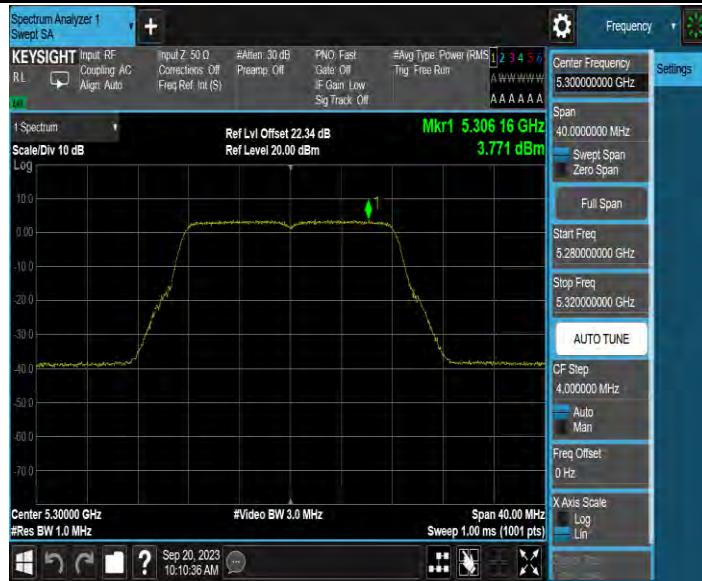 Spectrum Analyzer 1
Swept SA
+
Frequency
KEYSIGHT Input: RF
Coupling: AC
Align: Auto
RL
Input Z: 50 Ω
Corrections: Off
Freq Ref: Int (S)
#Atten: 30 dB
Preamp: Off
PNO: Fast
Gate: Off
IF Gain: Low
Sig Track: Off
#Avg Type: Power (RMS
Trig: Free Run
1 2 3 4 5 6
A W W W W W
A A A A A A
1 Spectrum
Scale/Div 10 dB
Log
Ref Lvl Offset 22.34 dB
Ref Level 20.00 dBm
Mkr1 5.306 16 GHz
3.771 dBm
1
10.0
0.00
-10.0
-20.0
-30.0
-40.0
-50.0
-60.0
-70.0
Center 5.30000 GHz
#Res BW 1.0 MHz
#Video BW 3.0 MHz
Span 40.00 MHz
Sweep 1.00 ms (1001 pts)
Sep 20, 2023
10:10:36 AM
?
Center Frequency
5.300000000 GHz
Settings
Span
40.0000000 MHz
Swept Span
Zero Span
Full Span
Start Freq
5.280000000 GHz
Stop Freq
5.320000000 GHz
AUTO TUNE
CF Step
4.000000 MHz
Auto
Man
Freq Offset
0 Hz
X Axis Scale
Log
Lin